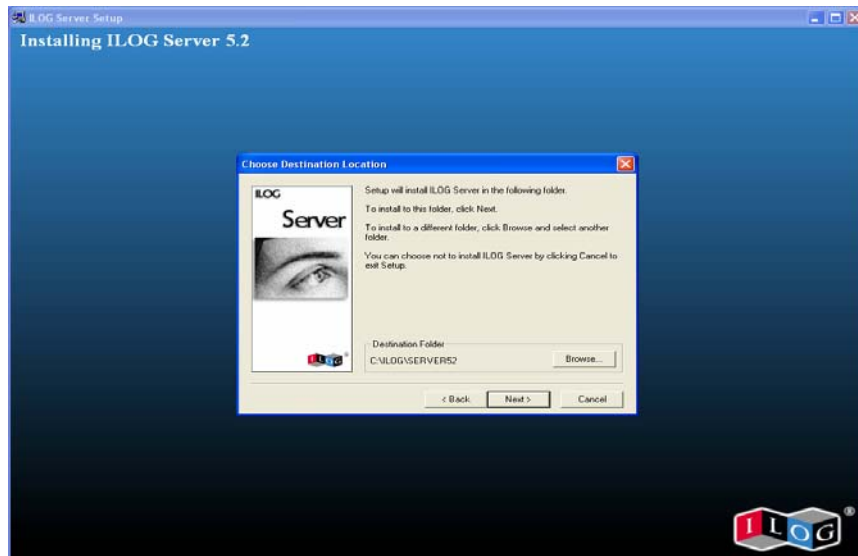 ILOG Server Setup
Installing ILOG Server 5.2
Choose Destination Location
ILOG
Server
Setup will install ILOG Server in the following folder.
To install to this folder, click Next.
To install to a different folder, click Browse and select another
folder.
You can choose not to install ILOG Server by clicking Cancel to
exit Setup.
Destination Folder
C:\ILOG\SERVER52
Browse...
< Back
Next >
Cancel
ILOG
ILOG®